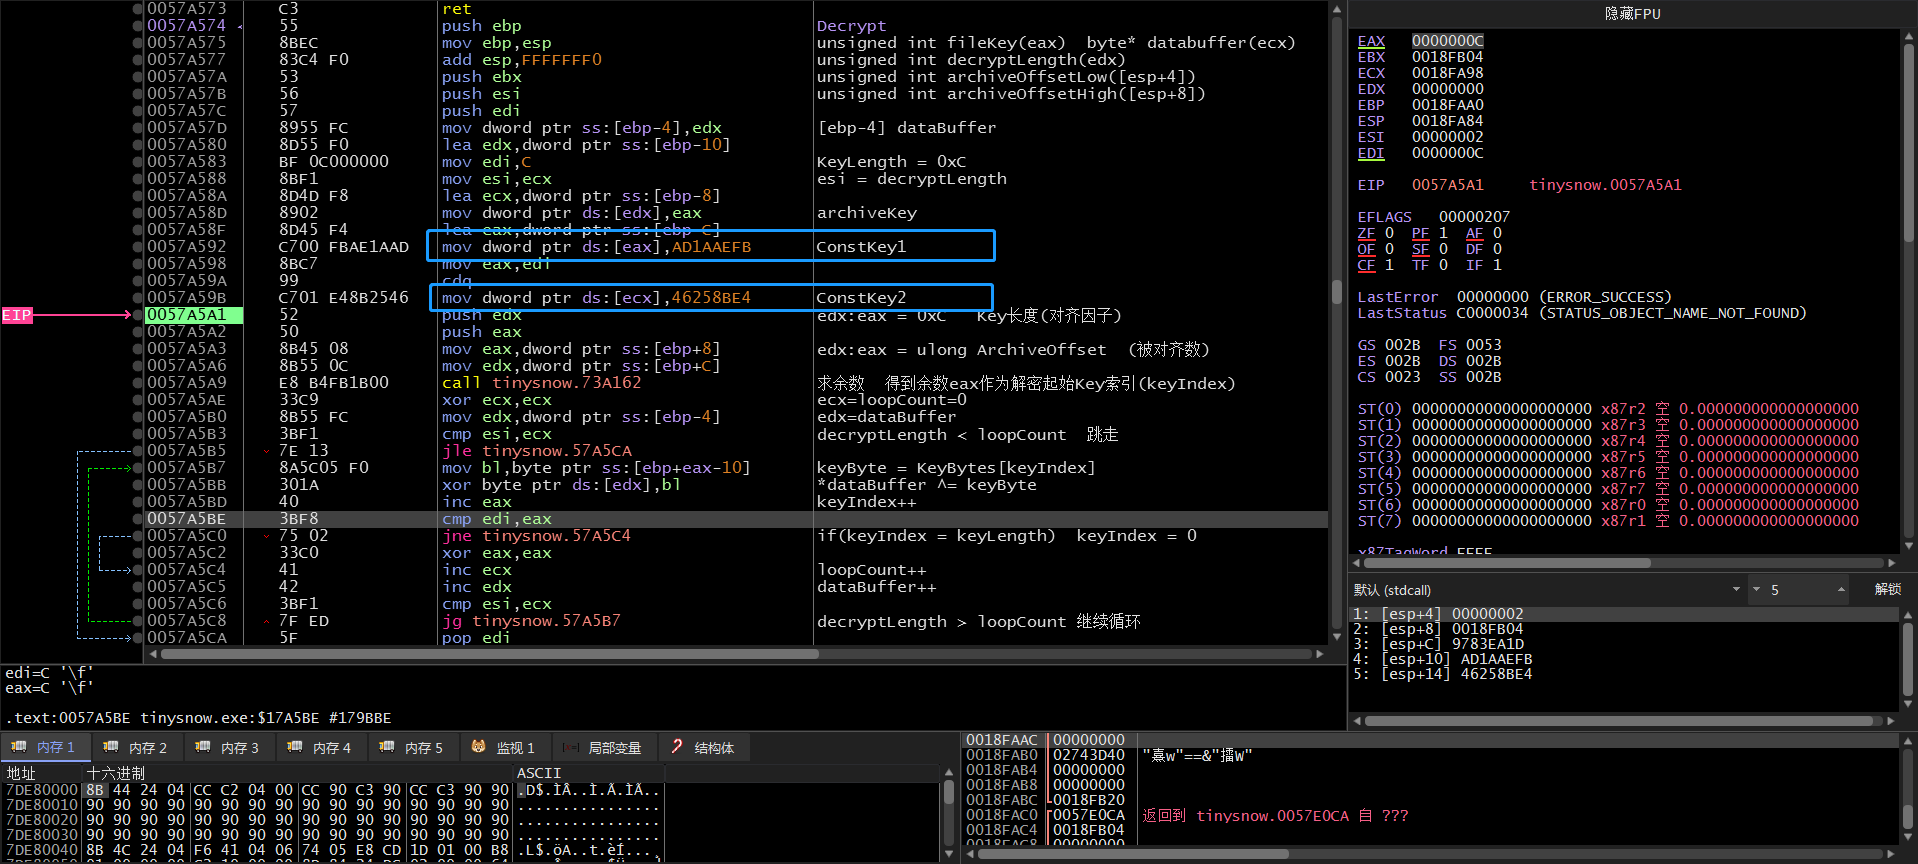 0057A573 C3 ret
0057A574 55 push ebp Decrypt
0057A575 8BEC mov ebp,esp unsigned int fileKey(eax)  byte* databuffer(ecx)
0057A577 83C4 F0 add esp,FFFFFFF0 unsigned int decryptLength(edx)
0057A57A 53 push ebx unsigned int archiveOffsetLow([esp+4])
0057A57B 56 push esi unsigned int archiveOffsetHigh([esp+8])
0057A57C 57 push edi
0057A57D 8955 FC mov dword ptr ss:[ebp-4],edx [ebp-4] dataBuffer
0057A580 8D55 F0 lea edx,dword ptr ss:[ebp-10]
0057A583 BF 0C000000 mov edi,C KeyLength = 0xC
0057A588 8BF1 mov esi,ecx esi = decryptLength
0057A58A 8D4D F8 lea ecx,dword ptr ss:[ebp-8]
0057A58D 8902 mov dword ptr ds:[edx],eax archiveKey
0057A58F 8D45 F4 lea eax,dword ptr ss:[ebp-C]
0057A592 C700 FBAE1AAD mov dword ptr ds:[eax],AD1AAEFB ConstKey1
0057A598 8BC7 mov eax,edi
0057A59A 99 cdq
0057A59B C701 E48B2546 mov dword ptr ds:[ecx],46258BE4 ConstKey2
EIP 0057A5A1 52 push edx edx:eax = 0xC   Key长度(对齐因子)
0057A5A2 50 push eax
0057A5A3 8B45 08 mov eax,dword ptr ss:[ebp+8] edx:eax = ulong ArchiveOffset  (被对齐数)
0057A5A6 8B55 0C mov edx,dword ptr ss:[ebp+C]
0057A5A9 E8 B4FB1B00 call tinysnow.73A162 求余数  得到余数eax作为解密起始Key索引(keyIndex)
0057A5AE 33C9 xor ecx,ecx ecx=loopCount=0
0057A5B0 8B55 FC mov edx,dword ptr ss:[ebp-4] edx=dataBuffer
0057A5B3 3BF1 cmp esi,ecx decryptLength < loopCount  跳走
0057A5B5 7E 13 jle tinysnow.57A5CA
0057A5B7 8A5C05 F0 mov bl,byte ptr ss:[ebp+eax-10] keyByte = KeyBytes[keyIndex]
0057A5BB 301A xor byte ptr ds:[edx],bl *dataBuffer ^= keyByte
0057A5BD 40 inc eax keyIndex++
0057A5BE 3BF8 cmp edi,eax
0057A5C0 75 02 jne tinysnow.57A5C4 if(keyIndex = keyLength)  keyIndex = 0
0057A5C2 33C0 xor eax,eax
0057A5C4 41 inc ecx loopCount++
0057A5C5 42 inc edx dataBuffer++
0057A5C6 3BF1 cmp esi,ecx
0057A5C8 7F ED jg tinysnow.57A5B7 decryptLength > loopCount 继续循环
0057A5CA 5F pop edi
edi=C '\f'
eax=C '\f'
.text:0057A5BE tinysnow.exe:$17A5BE #179BBE
隐藏FPU
EAX 0000000C
EBX 0018FB04
ECX 0018FA98
EDX 00000000
EBP 0018FAA0
ESP 0018FA84
ESI 00000002
EDI 0000000C
EIP 0057A5A1 tinysnow.0057A5A1
EFLAGS 00000207
ZF 0 PF 1 AF 0
OF 0 SF 0 DF 0
CF 1 TF 0 IF 1
LastError 00000000 (ERROR_SUCCESS)
LastStatus C0000034 (STATUS_OBJECT_NAME_NOT_FOUND)
GS 002B FS 0053
ES 002B DS 002B
CS 0023 SS 002B
ST(0) 00000000000000000000 x87r2 空 0.000000000000000000
ST(1) 00000000000000000000 x87r3 空 0.000000000000000000
ST(2) 00000000000000000000 x87r4 空 0.000000000000000000
ST(3) 00000000000000000000 x87r5 空 0.000000000000000000
ST(4) 00000000000000000000 x87r6 空 0.000000000000000000
ST(5) 00000000000000000000 x87r7 空 0.000000000000000000
ST(6) 00000000000000000000 x87r0 空 0.000000000000000000
ST(7) 00000000000000000000 x87r1 空 0.000000000000000000
x87TagWord FFFF
默认 (stdcall) 5 解锁
1: [esp+4] 00000002
2: [esp+8] 0018FB04
3: [esp+C] 9783EA1D
4: [esp+10] AD1AAEFB
5: [esp+14] 46258BE4
内存 1 内存 2 内存 3 内存 4 内存 5 监视 1 局部变量 结构体
地址 十六进制 ASCII
7DE80000 8B 44 24 04 CC C2 04 00 CC 90 C3 90 CC C3 90 90 .D$.ÌÂ..Ì.Ã.ÌÃ..
7DE80010 90 90 90 90 90 90 90 90 90 90 90 90 90 90 90 90 ................
7DE80020 90 90 90 90 90 90 90 90 90 90 90 90 90 90 90 90 ................
7DE80030 90 90 90 90 90 90 90 90 90 90 90 90 90 90 90 90 ................
7DE80040 8B 4C 24 04 F6 41 04 06 74 05 E8 CD 1D 01 00 B8 .L$.öA..t.èÍ...¸
0018FAAC 00000000
0018FAB0 02743D40 "熹w"==&"擂W"
0018FAB4 00000000
0018FAB8 00000000
0018FABC 0018FB20
0018FAC0 0057E0CA 返回到 tinysnow.0057E0CA 自 ???
0018FAC4 0018FB04
0018FAC8 00000000